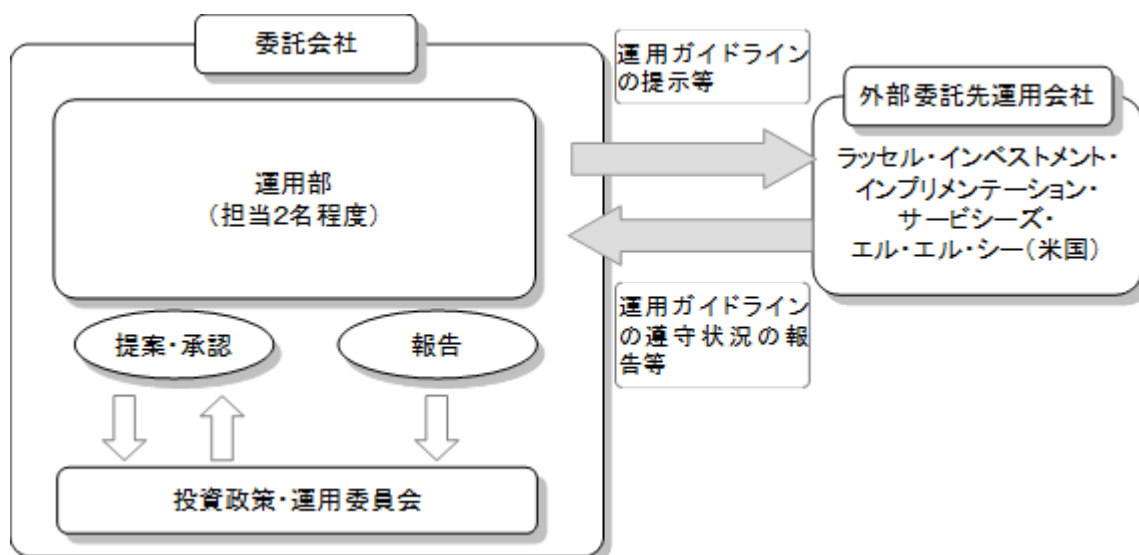 委託会社
運用部
(担当2名程度)
提案・承認
報告
投資政策・運用委員会
運用ガイドライン
の提示等
運用ガイドライン
の遵守状況の報
告等
外部委託先運用会社
ラッセル・インベストメント・
インプリメンテーション・
サービシーズ・
エル・エル・シー(米国)